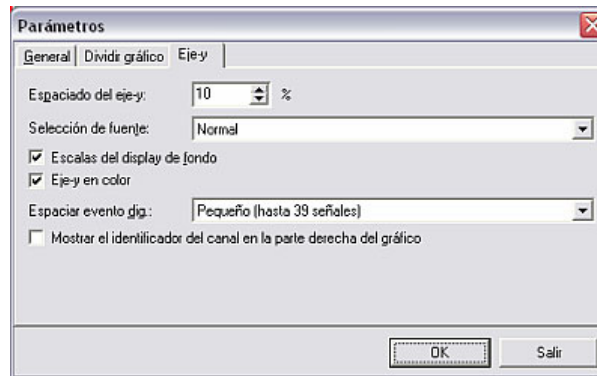 Parámetros
General Dividir gráfico Eje-y
Espaciado del eje-y: 10 %
Selección de fuente: Normal
Escalas del display de fondo
Eje-y en color
Espaciar evento dig.: Pequeño (hasta 39 señales)
Mostrar el identificador del canal en la parte derecha del gráfico
OK Salir